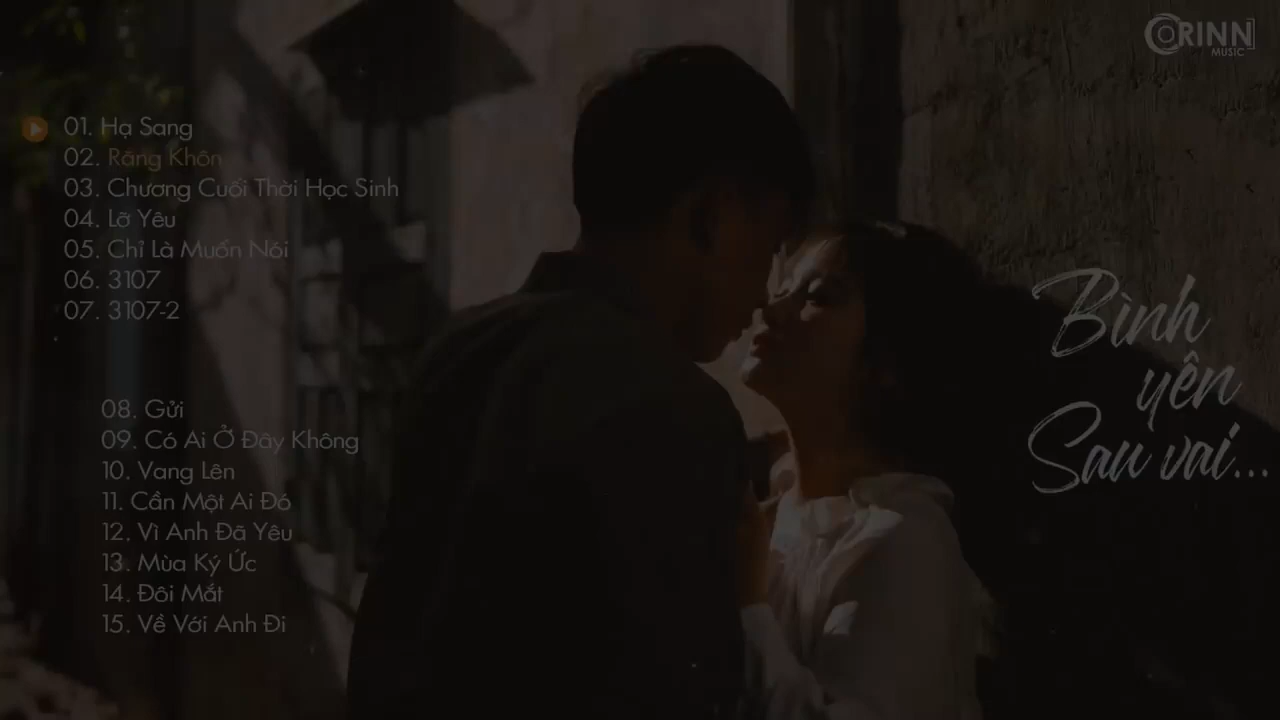 CORINN
MUSIC
01. Hạ Sang
02. Răng Khôn
03. Chương Cuối Thời Học Sinh
04. Lỡ Yêu
05. Chỉ Là Muốn Nói
06. 3107
07. 3107-2
08. Gửi
09. Có Ai Ở Đây Không
10. Vang Lên
11. Cần Một Ai Đó
12. Vì Anh Đã Yêu
13. Mùa Ký Ức
14. Đôi Mắt
15. Về Với Anh Đi
Bình
yên
Sau vai...